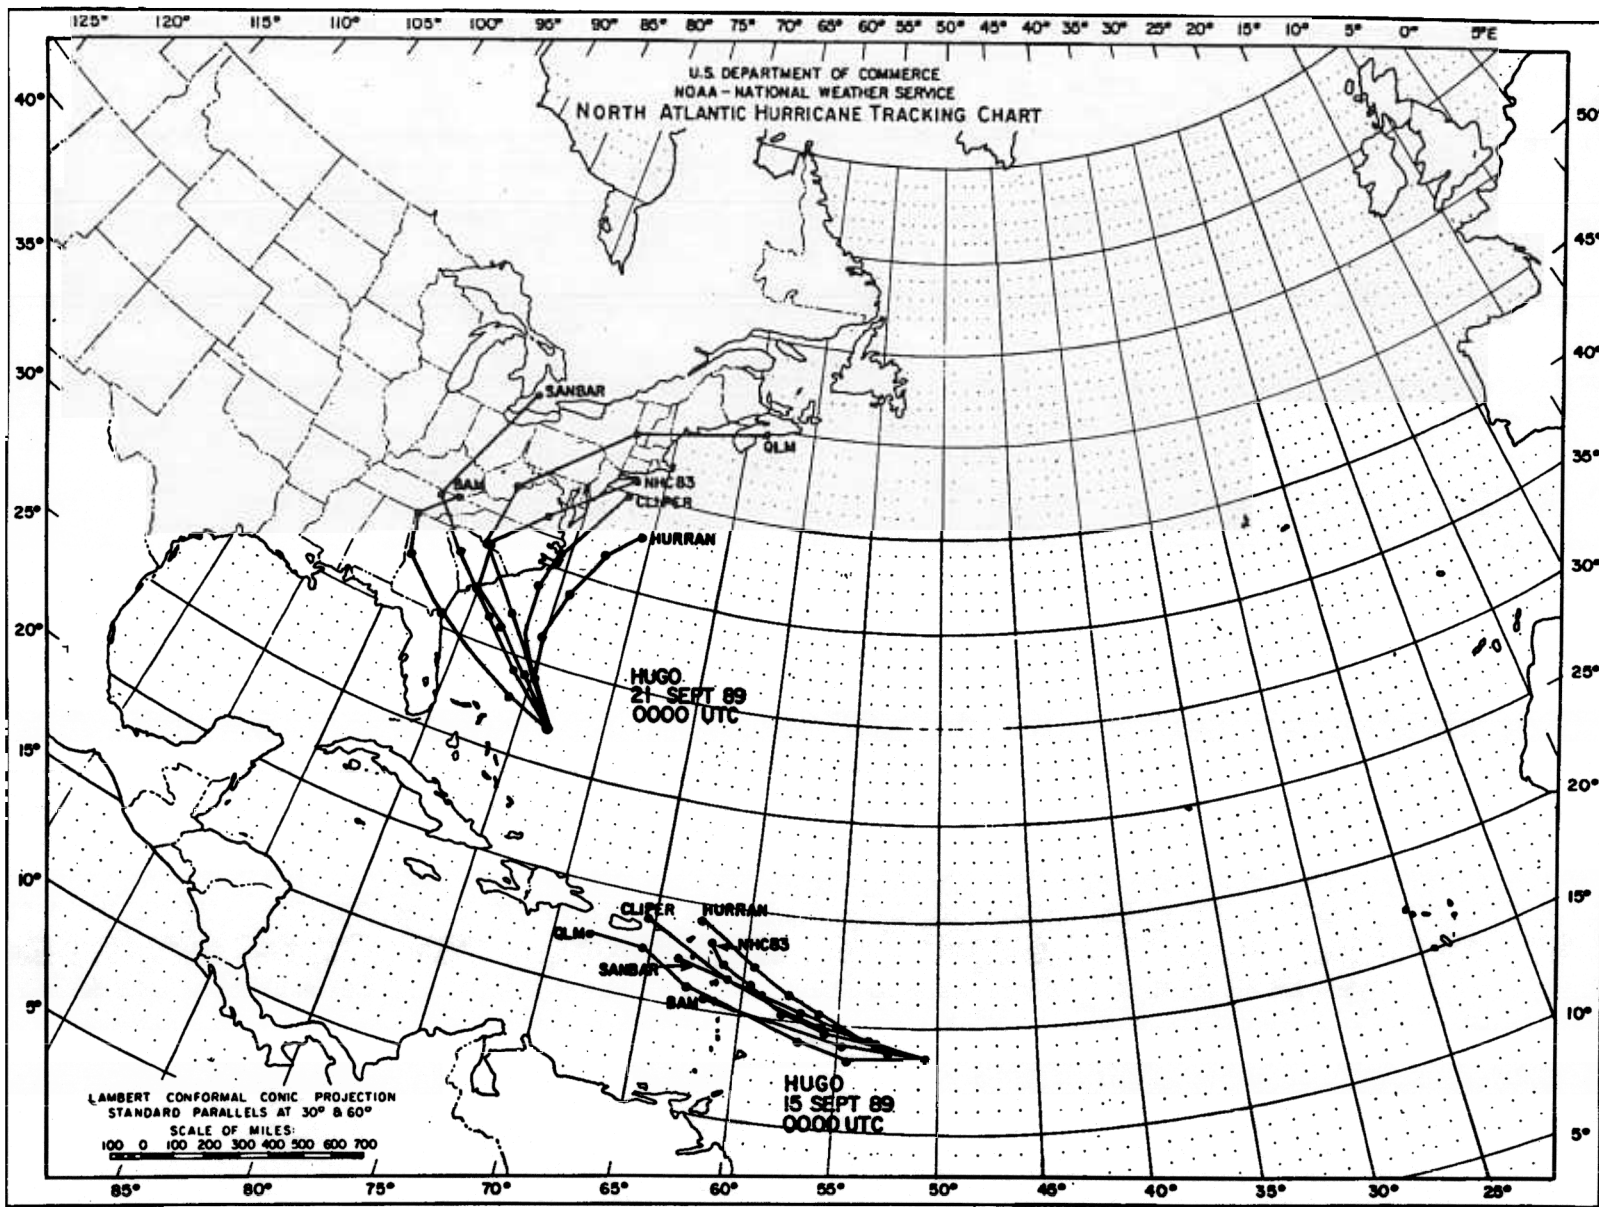 125° 120° 115° 110° 105° 100° 95° 90° 85° 80° 75° 70° 65° 60° 55° 50° 45° 40° 35° 30° 25° 20° 15° 10° 5° 0° 5°E
U.S. DEPARTMENT OF COMMERCE
NOAA - NATIONAL WEATHER SERVICE
NORTH ATLANTIC HURRICANE TRACKING CHART
40°
35°
30°
25°
20°
15°
10°
5°
50°
45°
40°
35°
30°
25°
20°
15°
10°
5°
SANBAR
QLM
BAM
NHC83
CLIPER
HURRAN
HUGO
21 SEPT 89
0000 UTC
CLIPER
HURRAN
QLM
NHC83
SANBAR
BAM
HUGO
15 SEPT 89
0000 UTC
LAMBERT CONFORMAL CONIC PROJECTION
STANDARD PARALLELS AT 30° & 60°
SCALE OF MILES:
100 0 100 200 300 400 500 600 700
85° 80° 75° 70° 65° 60° 55° 50° 45° 40° 35° 30° 25°